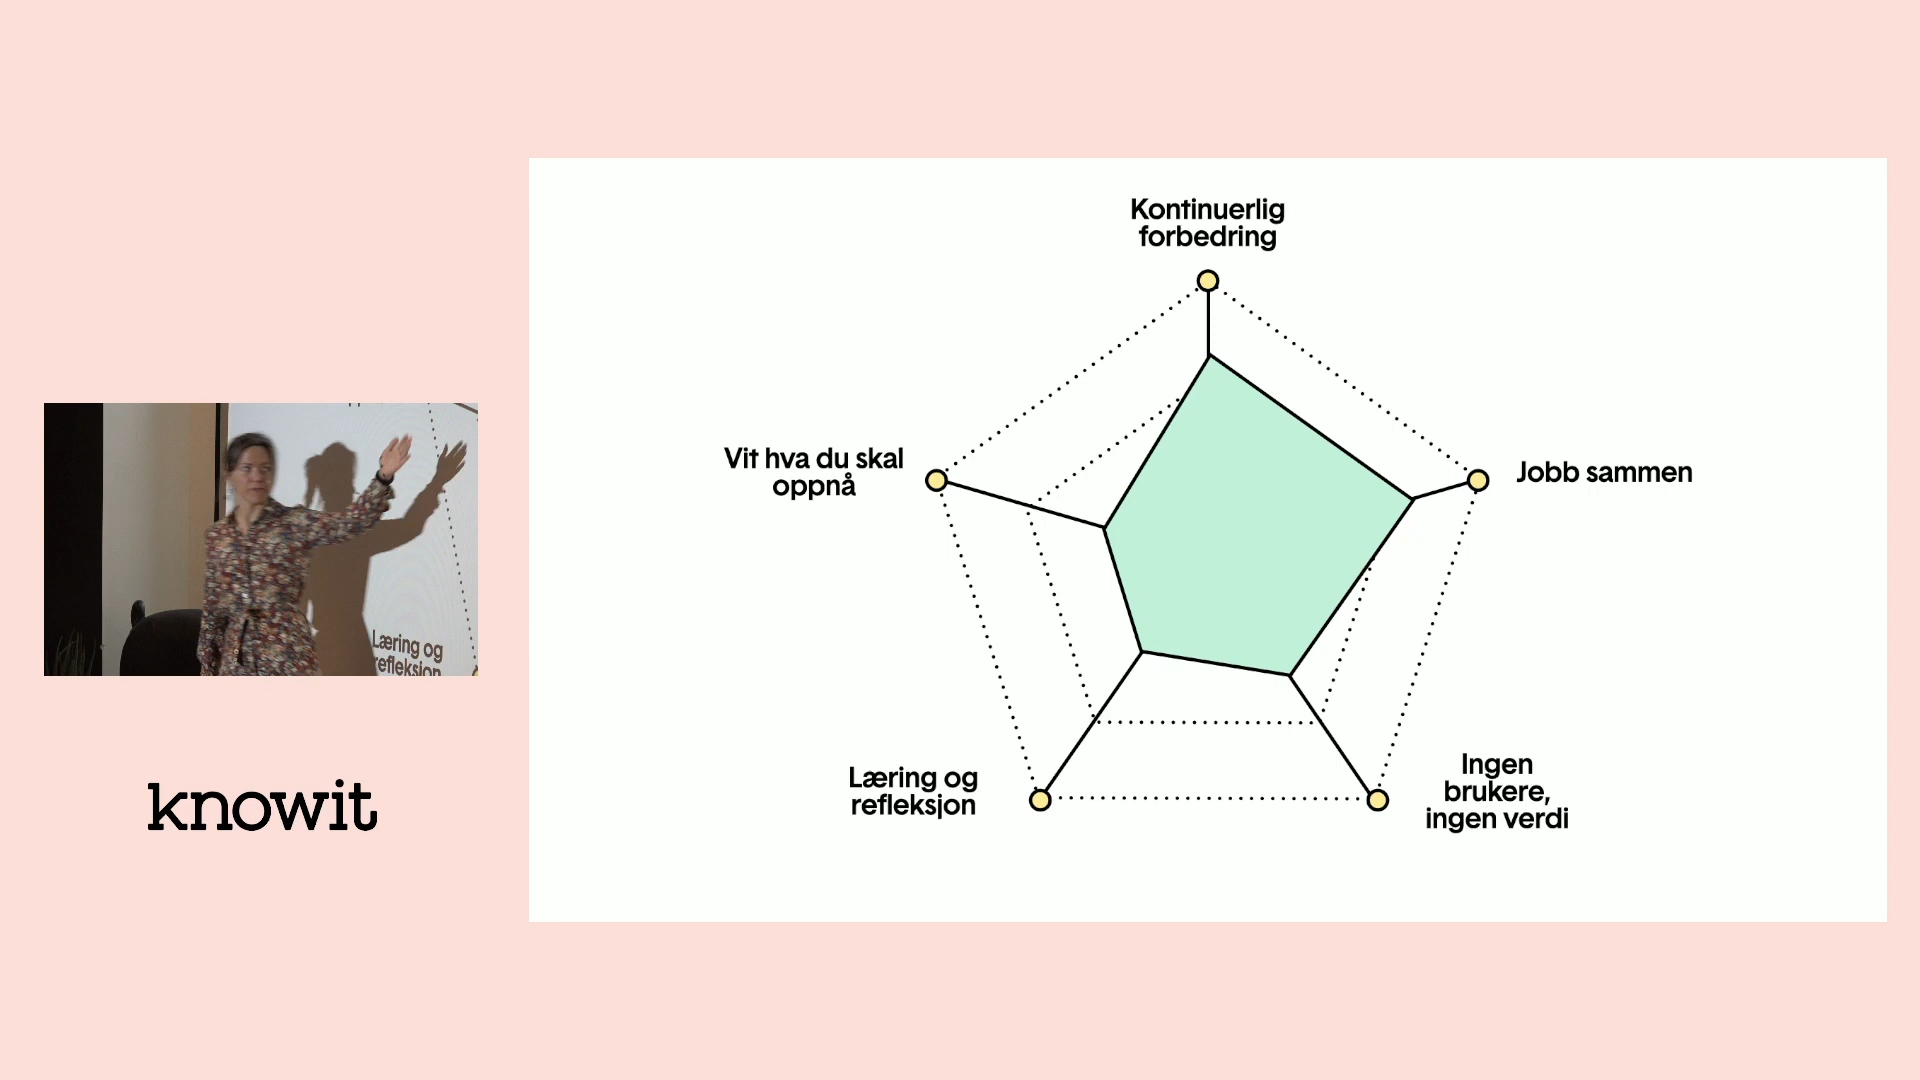 Kontinuerlig
forbedring
Vit hva du skal
oppnå
Jobb sammen
Læring og
refleksjon
Ingen
brukere,
ingen verdi
Læring og
refleksjon
knowit